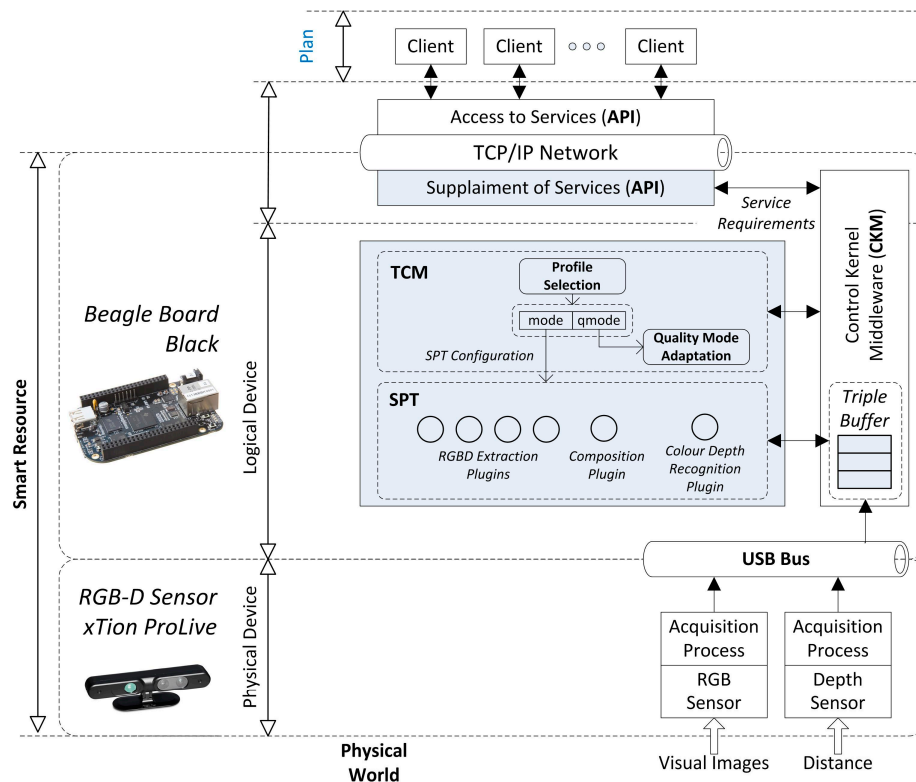 Plan
Client
Client
Client
Access to Services (API)
TCP/IP Network
Supplaiment of Services (API)
Service
Requirements
Control Kernel
Middleware (CKM)
Smart Resource
Beagle Board
Black
Logical Device
TCM
Profile
Selection
mode
qmode
SPT Configuration
Quality Mode
Adaptation
SPT
RGBD Extraction
Plugins
Composition
Plugin
Colour Depth
Recognition
Plugin
Triple
Buffer
USB Bus
RGB-D Sensor
xTion ProLive
Physical Device
Acquisition
Process
RGB
Sensor
Acquisition
Process
Depth
Sensor
Physical
World
Visual Images
Distance